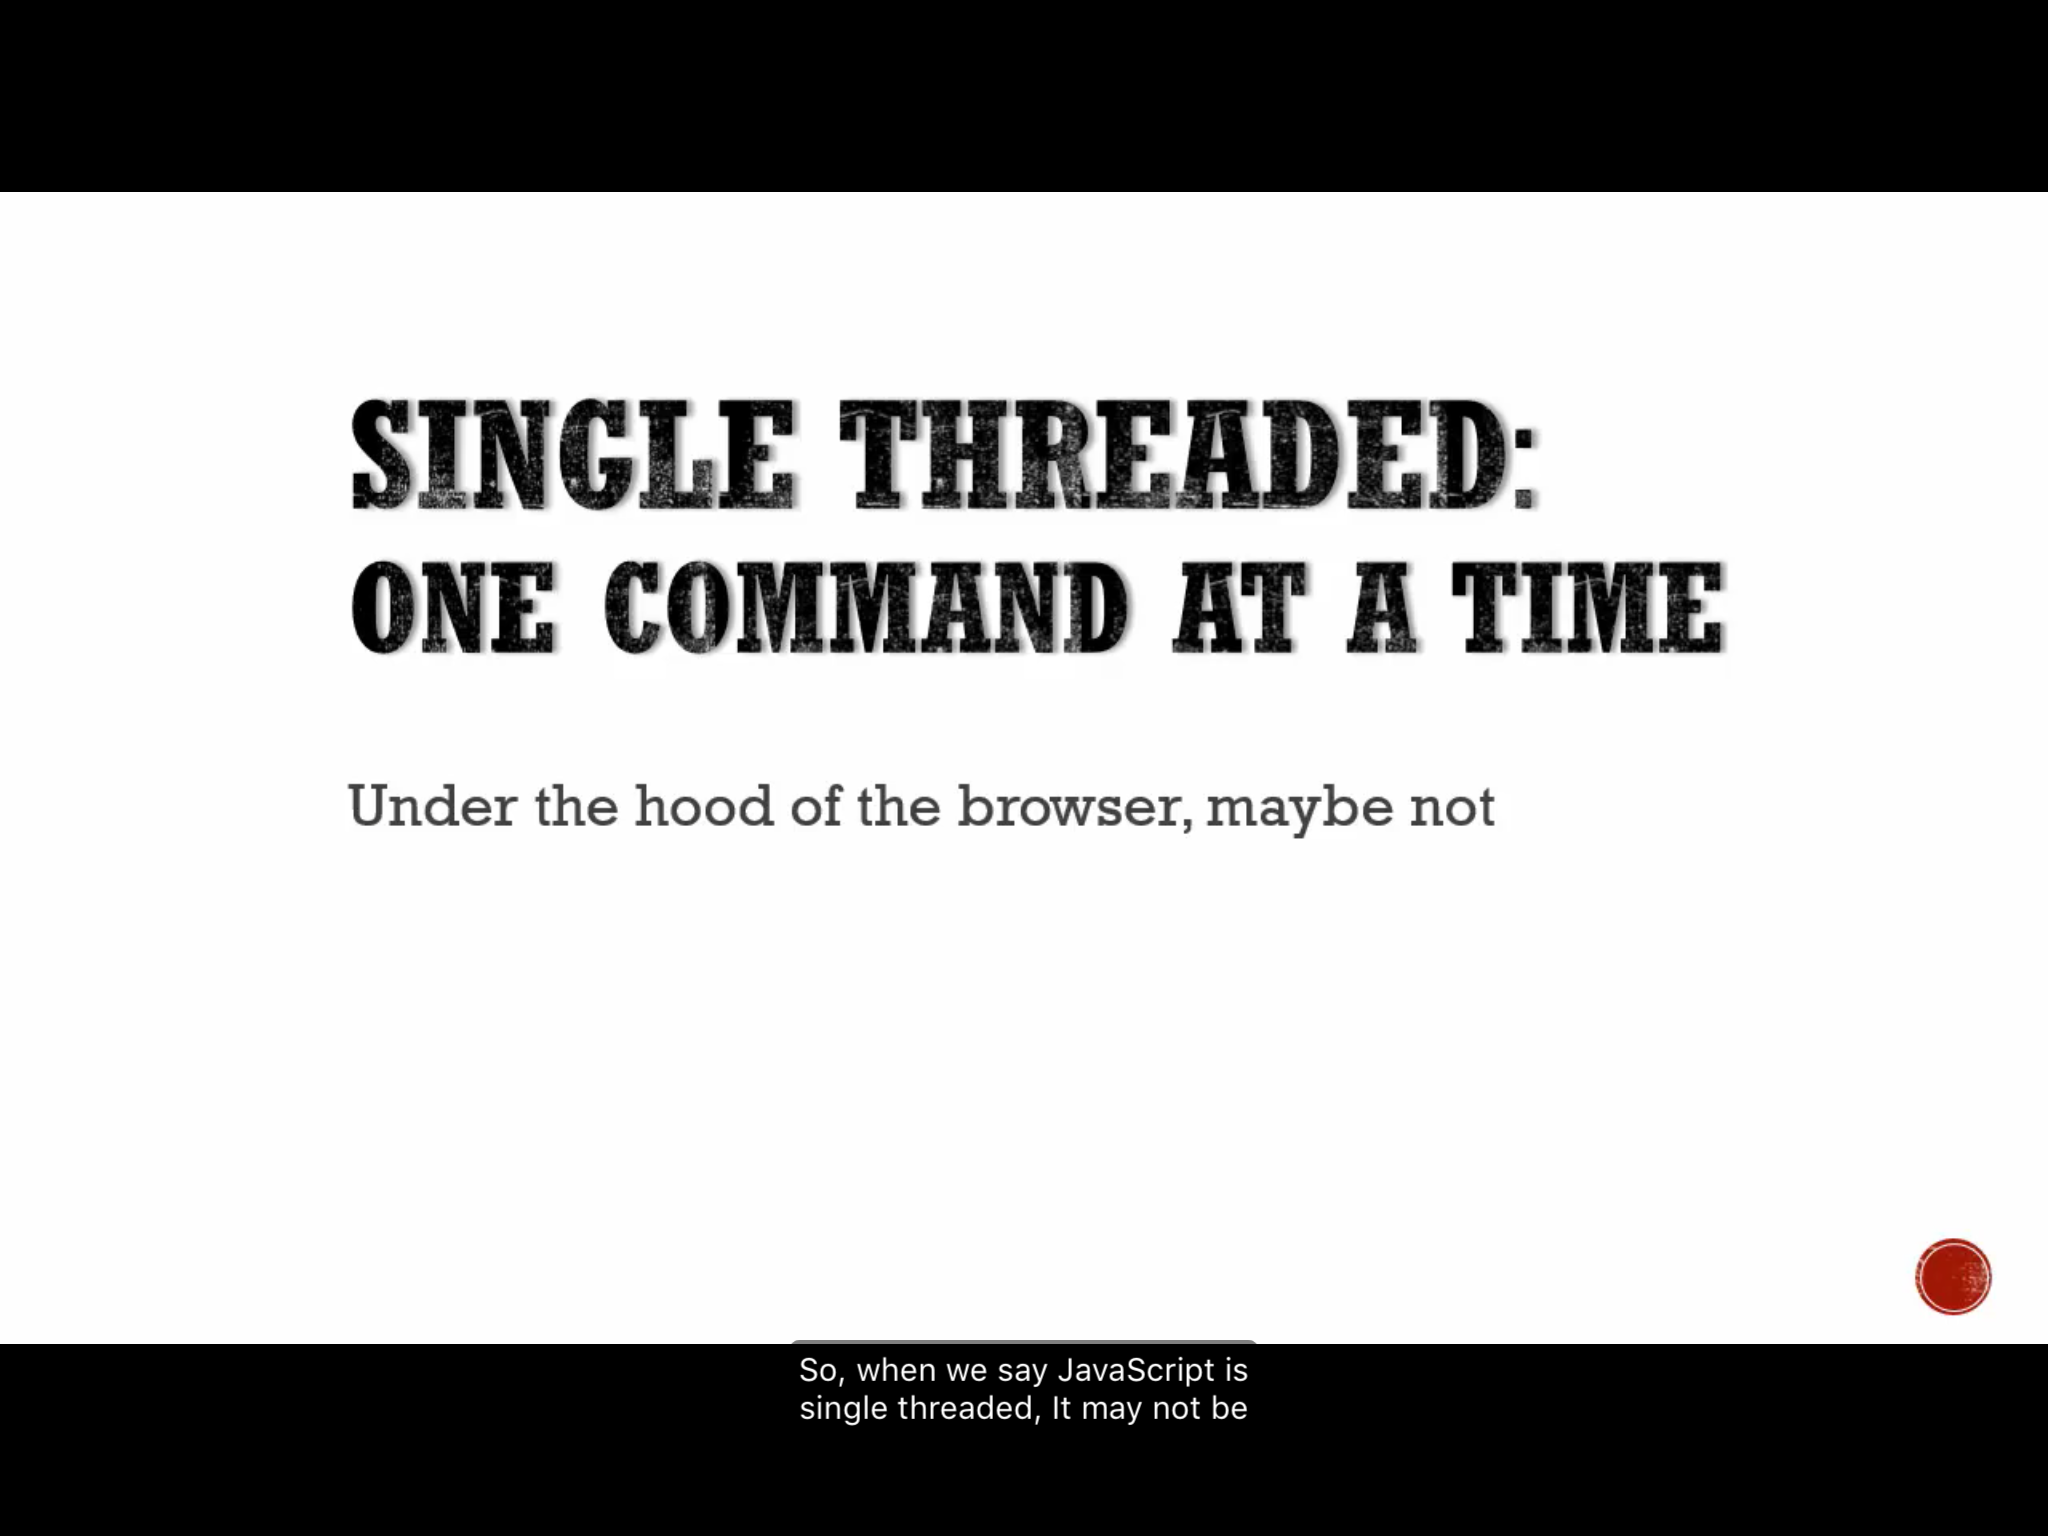 SINGLE THREADED:
ONE COMMAND AT A TIME
Under the hood of the browser, maybe not
So, when we say JavaScript is
single threaded, It may not be